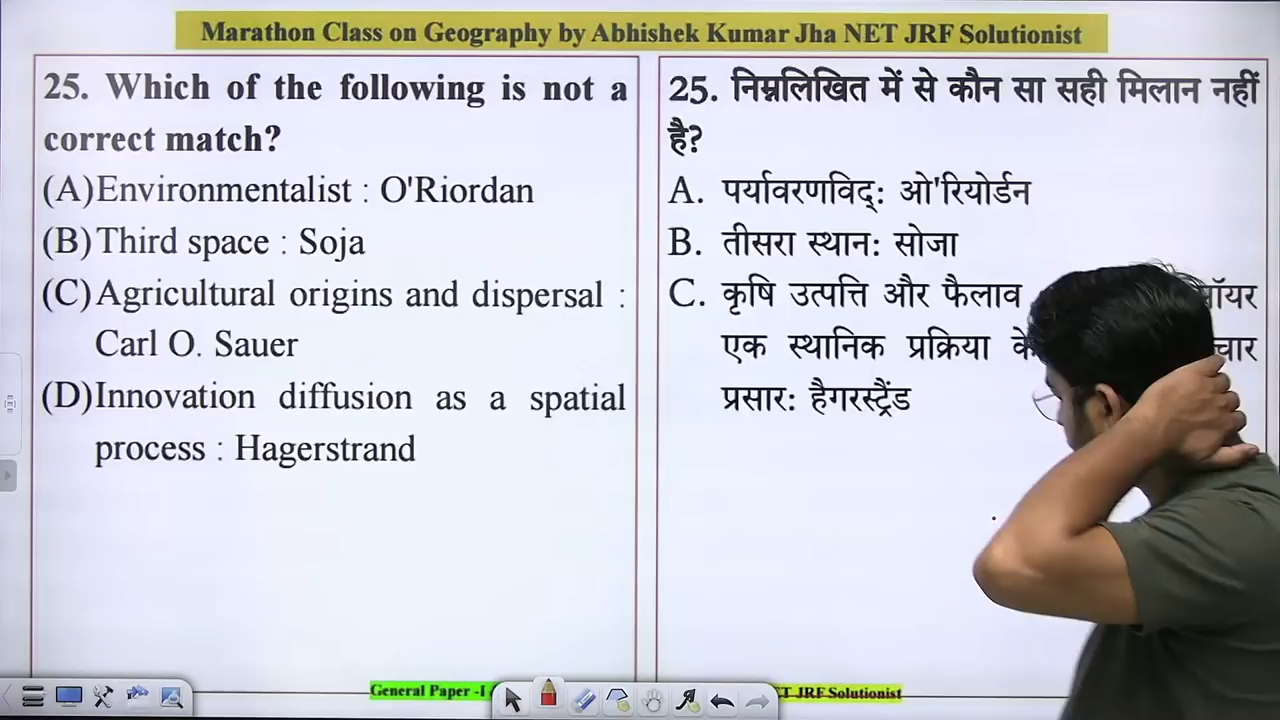 Marathon Class on Geography by Abhishek Kumar Jha NET JRF Solutionist
25. Which of the following is not a
correct match?
(A)Environmentalist : O'Riordan
(B)Third space : Soja
(C)Agricultural origins and dispersal :
Carl O. Sauer
(D)Innovation diffusion as a spatial
process : Hagerstrand
25. निम्नलिखित में से कौन सा सही मिलान नहीं
है?
A. पर्यावरणविद्: ओ'रियोर्डन
B. तीसरा स्थान: सोजा
C. कृषि उत्पत्ति और फैलाव
एक स्थानिक प्रक्रिया
प्रसार: हैगरस्ट्रैंड
General Paper -I
JRF Solutionist